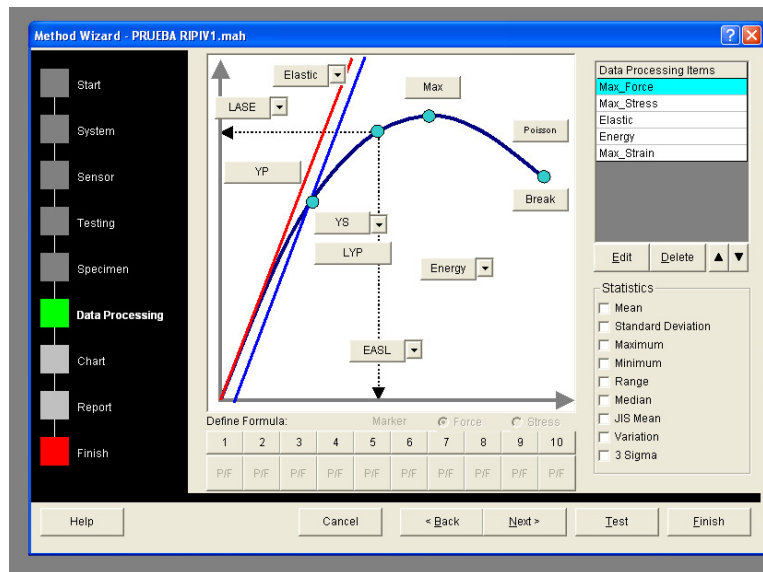 Method Wizard - PRUEBA RIPIV1.mah
Start
System
Sensor
Testing
Specimen
Data Processing
Chart
Report
Finish
Elastic
Max
LASE
Poisson
YP
Break
YS
LYP
Energy
EASL
Define Formula: Marker Force Stress
1 2 3 4 5 6 7 8 9 10
P/F P/F P/F P/F P/F P/F P/F P/F P/F P/F
Data Processing Items
Max_Force
Max_Stress
Elastic
Energy
Max_Strain
Edit Delete
Statistics
Mean
Standard Deviation
Maximum
Minimum
Range
Median
JIS Mean
Variation
3 Sigma
Help Cancel < Back Next > Test Finish